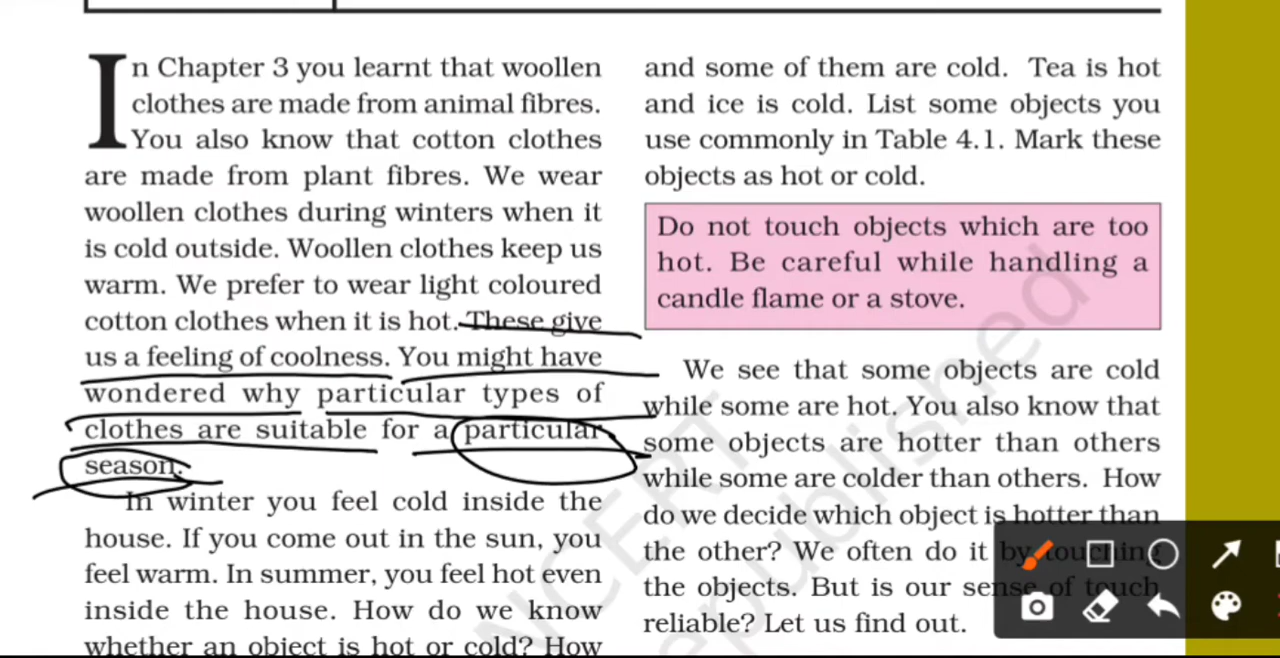 In Chapter 3 you learnt that woollen
clothes are made from animal fibres.
You also know that cotton clothes
are made from plant fibres. We wear
woollen clothes during winters when it
is cold outside. Woollen clothes keep us
warm. We prefer to wear light coloured
cotton clothes when it is hot. These give
us a feeling of coolness. You might have
wondered why particular types of
clothes are suitable for a particular
season.
In winter you feel cold inside the
house. If you come out in the sun, you
feel warm. In summer, you feel hot even
inside the house. How do we know
whether an object is hot or cold? How
and some of them are cold. Tea is hot
and ice is cold. List some objects you
use commonly in Table 4.1. Mark these
objects as hot or cold.
Do not touch objects which are too
hot. Be careful while handling a
candle flame or a stove.
We see that some objects are cold
while some are hot. You also know that
some objects are hotter than others
while some are colder than others. How
do we decide which object is hotter than
the other? We often do it by touching
the objects. But is our sense of touch
reliable? Let us find out.
NCERT
republished